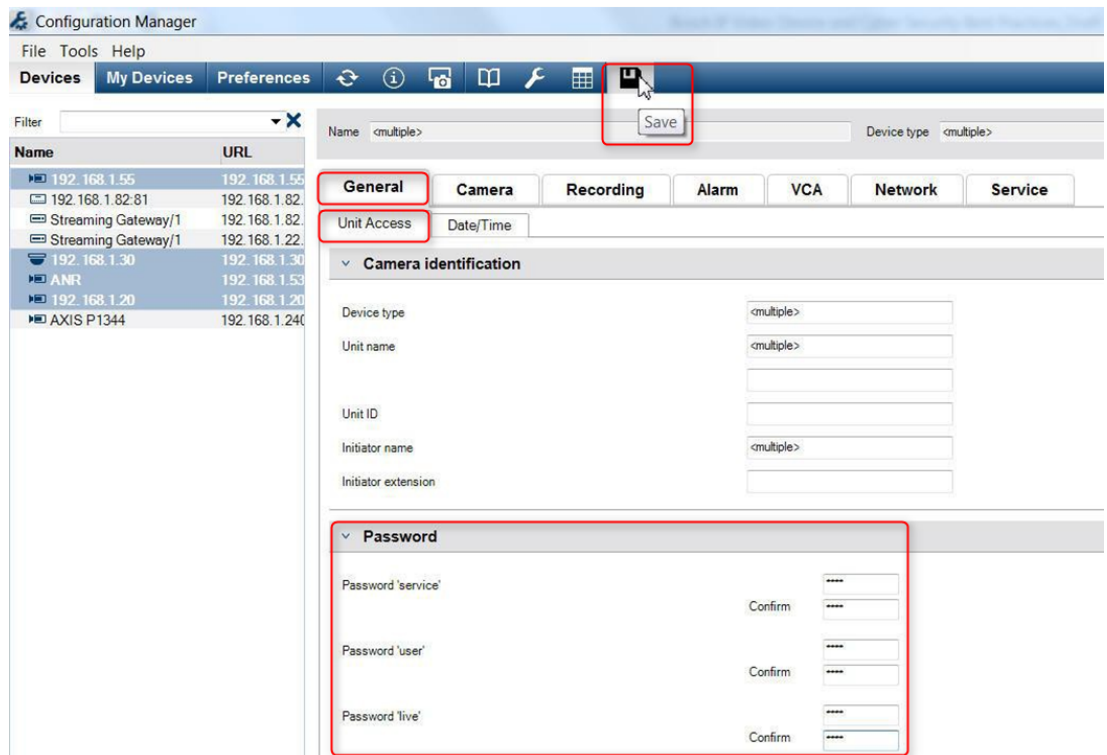 Configuration Manager
File Tools Help
Devices My Devices Preferences
Save
Filter
Name <multiple> Device type <multiple>
Name URL
192.168.1.55 192.168.1.55
192.168.1.82:81 192.168.1.82.
Streaming Gateway/1 192.168.1.82.
Streaming Gateway/1 192.168.1.22.
192.168.1.30 192.168.1.30
ANR 192.168.1.53
192.168.1.20 192.168.1.20
AXIS P1344 192.168.1.240
General Camera Recording Alarm VCA Network Service
Unit Access Date/Time
Camera identification
Device type <multiple>
Unit name <multiple>
Unit ID
Initiator name <multiple>
Initiator extension
Password
Password 'service' ••••
Confirm ••••
Password 'user' ••••
Confirm ••••
Password 'live' ••••
Confirm ••••